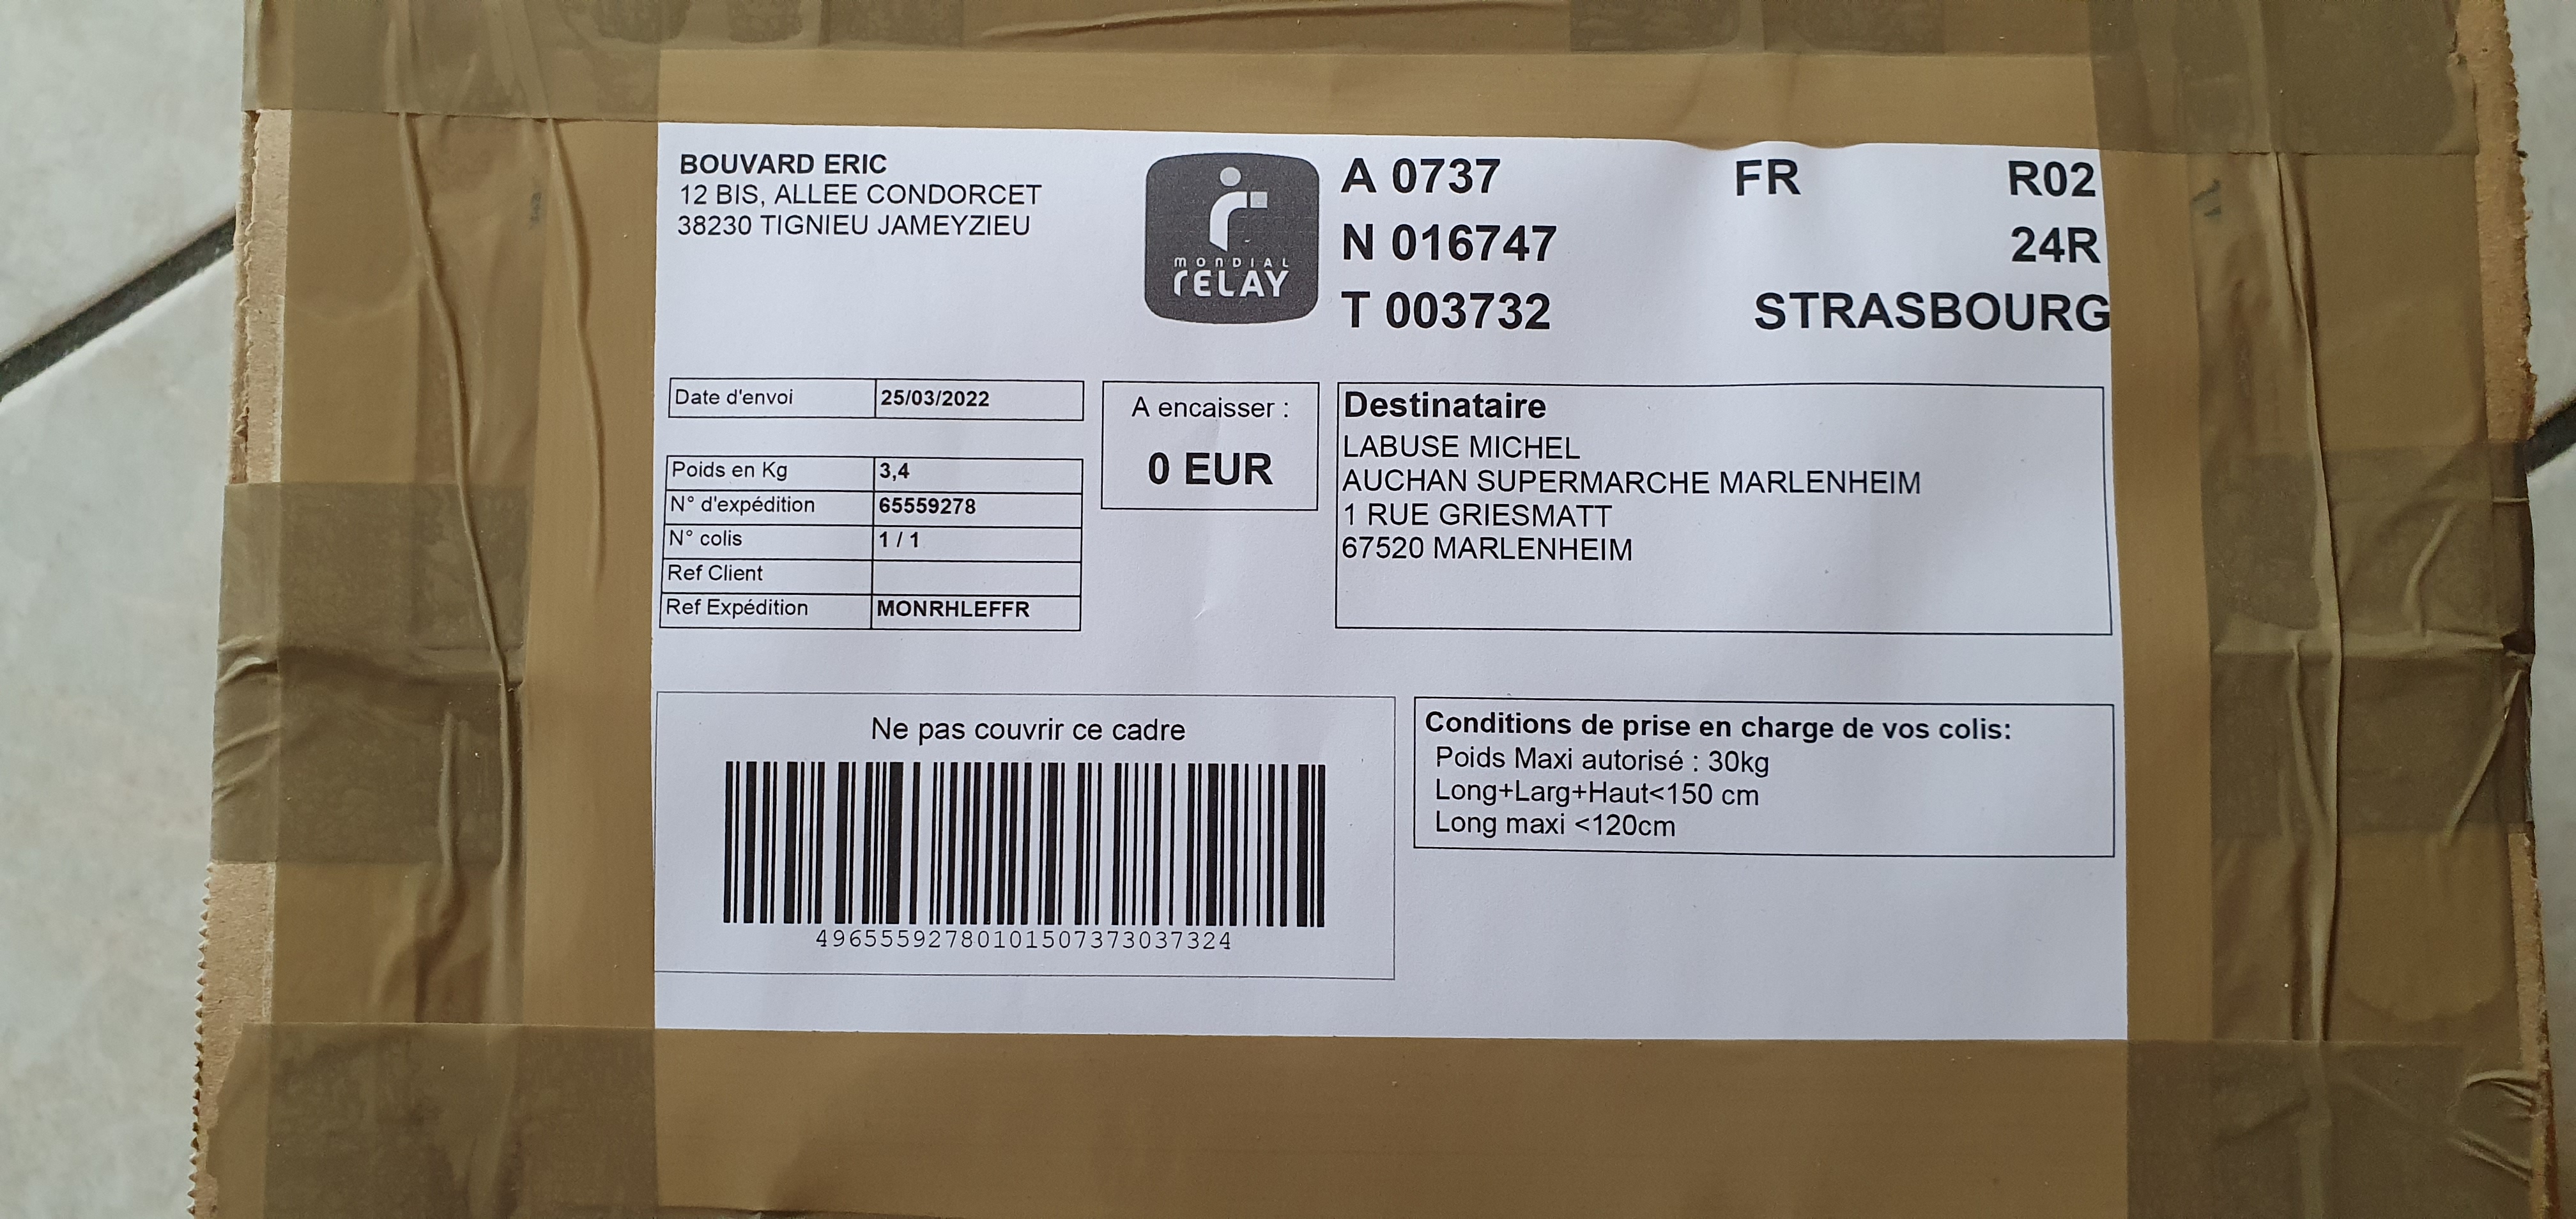 BOUVARD ERIC
12 BIS, ALLEE CONDORCET
38230 TIGNIEU JAMEYZIEU
MONDIAL
RELAY
A 0737 FR R02
N 016747 24R
T 003732 STRASBOURG
Date d'envoi 25/03/2022
Poids en Kg 3,4
N° d'expédition 65559278
N° colis 1 / 1
Ref Client
Ref Expédition MONRHLEFFR
A encaisser :
0 EUR
Destinataire
LABUSE MICHEL
AUCHAN SUPERMARCHE MARLENHEIM
1 RUE GRIESMATT
67520 MARLENHEIM
Ne pas couvrir ce cadre
496555927801015073730373​24
Conditions de prise en charge de vos colis:
Poids Maxi autorisé : 30kg
Long+Larg+Haut<150 cm
Long maxi <120cm